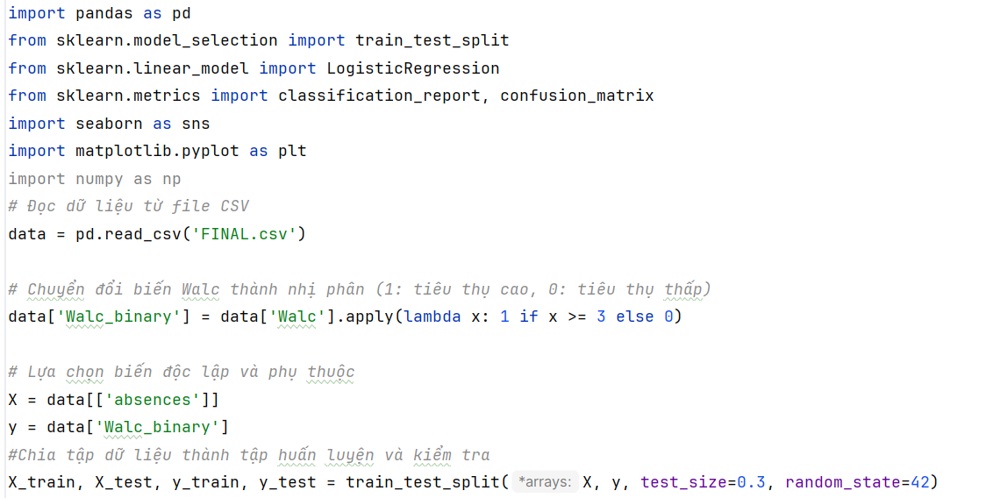 import pandas as pd
from sklearn.model_selection import train_test_split
from sklearn.linear_model import LogisticRegression
from sklearn.metrics import classification_report, confusion_matrix
import seaborn as sns
import matplotlib.pyplot as plt
import numpy as np
# Đọc dữ liệu từ file CSV
data = pd.read_csv('FINAL.csv')
# Chuyển đổi biến Walc thành nhị phân (1: tiêu thụ cao, 0: tiêu thụ thấp)
data['Walc_binary'] = data['Walc'].apply(lambda x: 1 if x >= 3 else 0)
# Lựa chọn biến độc lập và phụ thuộc
X = data[['absences']]
y = data['Walc_binary']
#Chia tập dữ liệu thành tập huấn luyện và kiểm tra
X_train, X_test, y_train, y_test = train_test_split( *arrays: X, y, test_size=0.3, random_state=42)